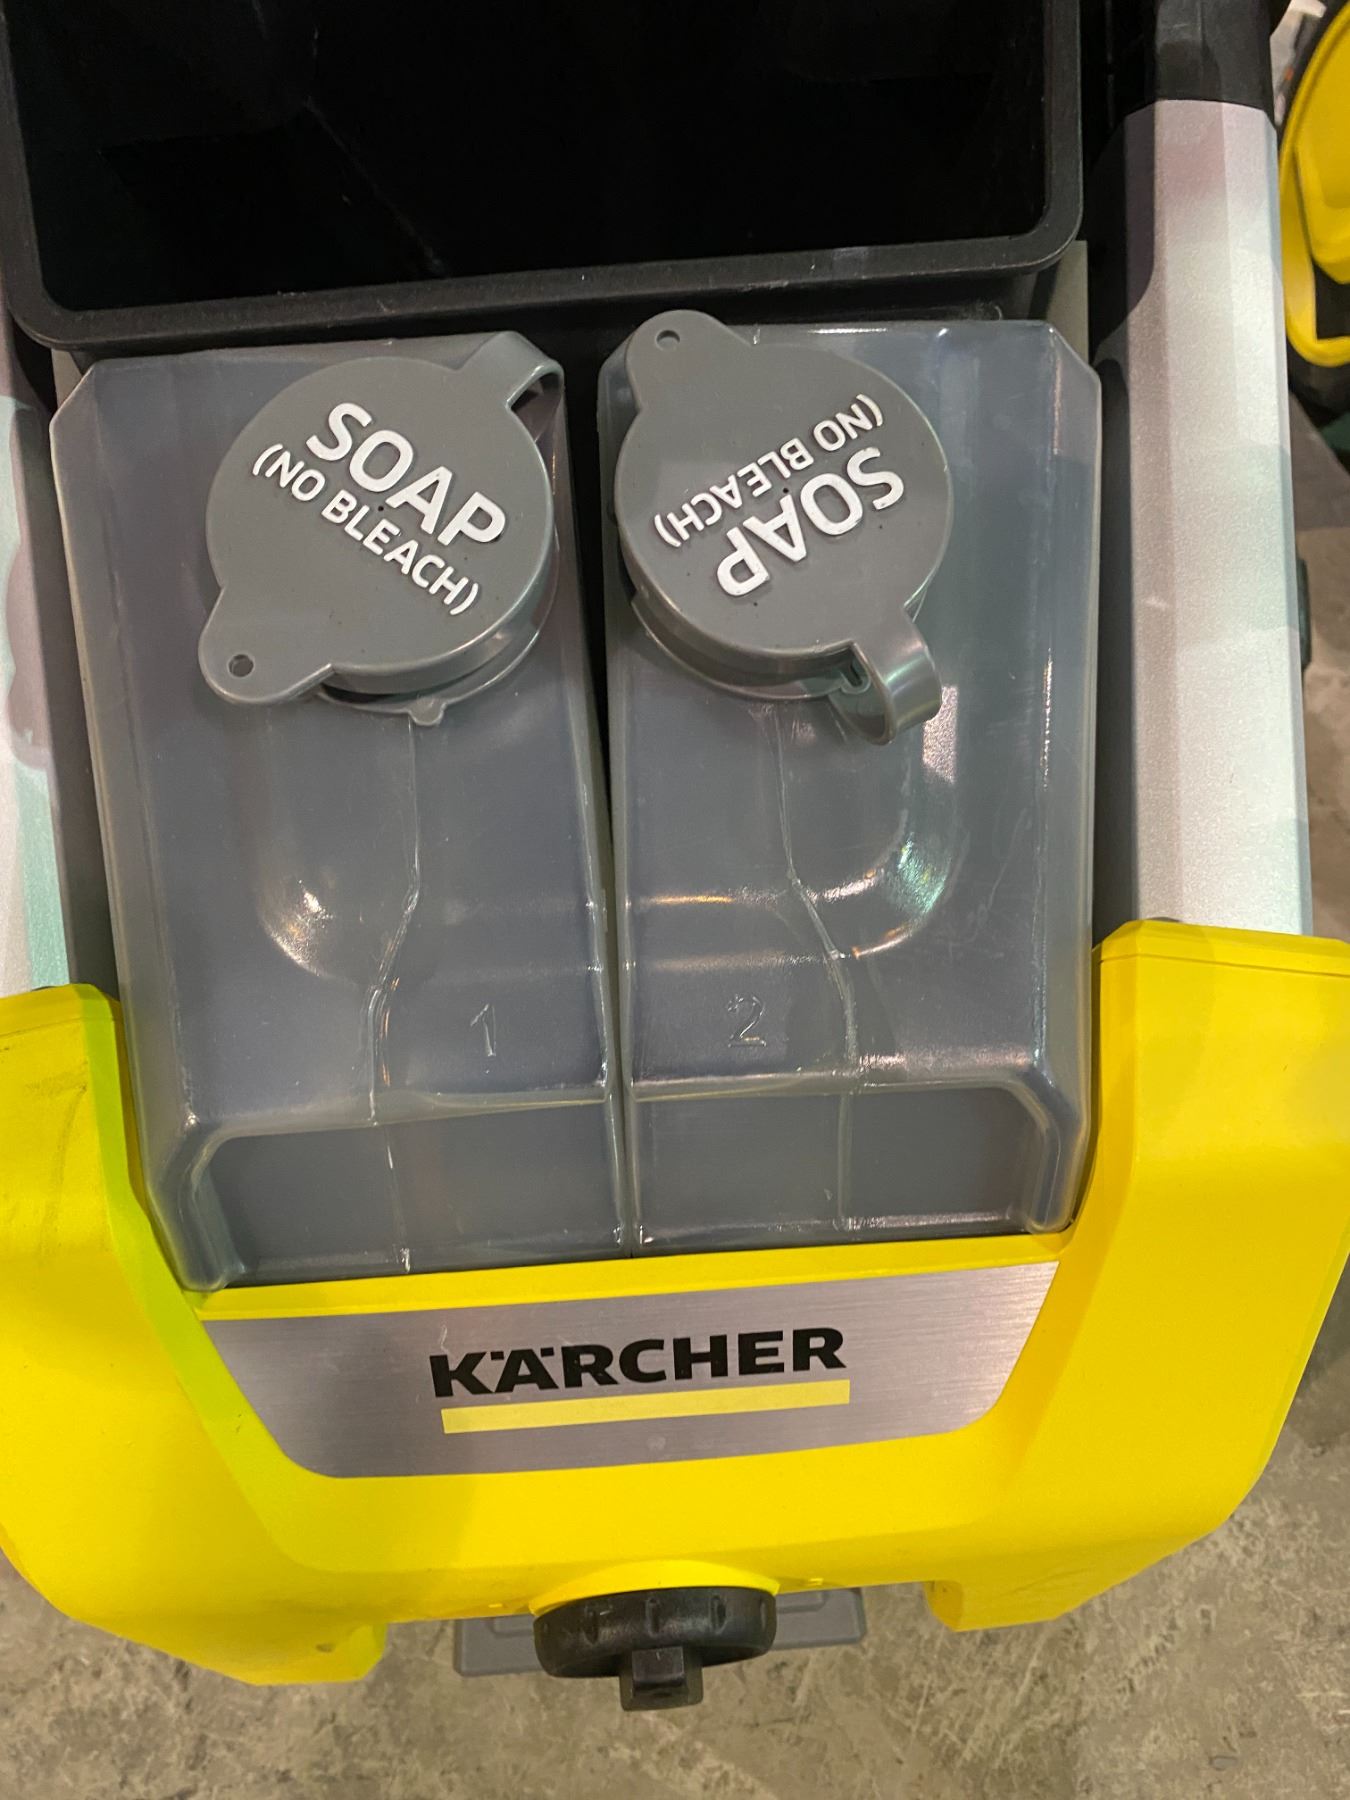 SOAP
(NO BLEACH)
SOAP
(NO BLEACH)
1
2
KÄRCHER